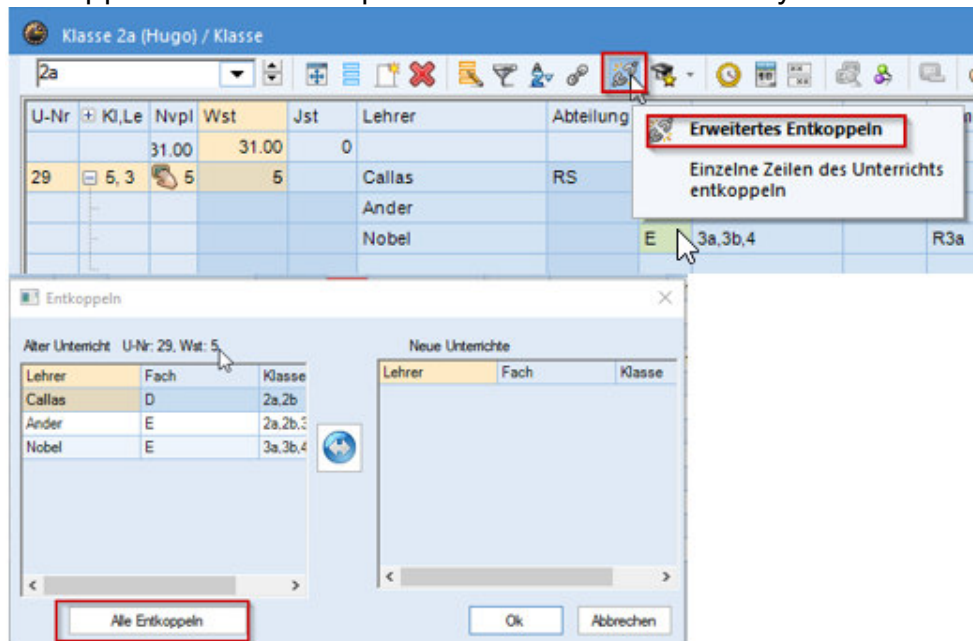 Klasse 2a (Hugo) / Klasse
2a
U-Nr Kl,Le Nvpl Wst Jst Lehrer Abteilung
31.00 31.00 0
29 5, 3 5 5 Callas RS
Ander
Nobel E 3a,3b,4 R3a
Erweitertes Entkoppeln
Einzelne Zeilen des Unterrichts
entkoppeln
Entkoppeln
Alter Unterricht U-Nr: 29, Wst: 5,
Neue Unterrichte
Lehrer Fach Klasse
Callas D 2a,2b
Ander E 2a,2b,3
Nobel E 3a,3b,4
Lehrer Fach Klasse
Alle Entkoppeln
Ok Abbrechen